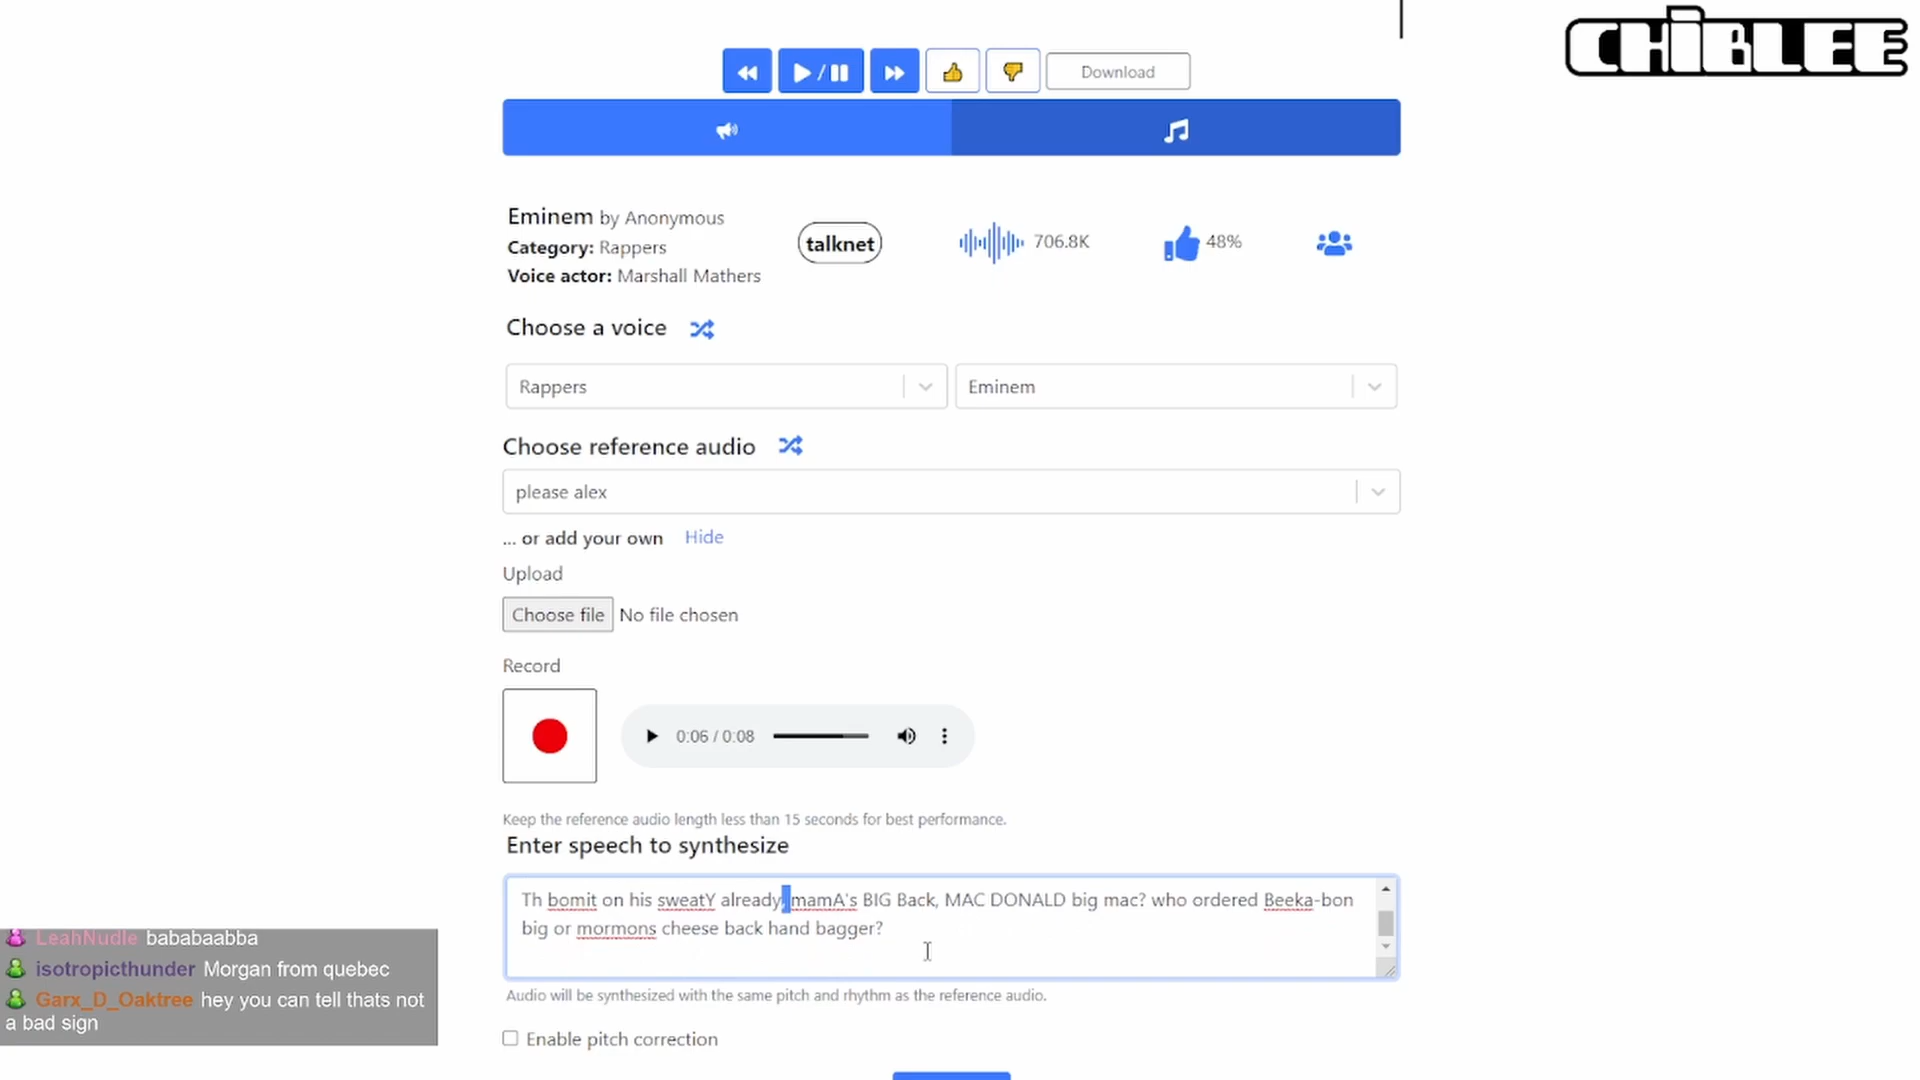 CHiBLEE
/
Download
Eminem by Anonymous
Category: Rappers
Voice actor: Marshall Mathers
talknet
706.8K
48%
Choose a voice
Rappers
Eminem
Choose reference audio
please alex
... or add your own Hide
Upload
Choose file No file chosen
Record
0:06 / 0:08
Keep the reference audio length less than 15 seconds for best performance.
Enter speech to synthesize
Th bomit on his sweatY already, mamA's BIG Back, MAC DONALD big mac? who ordered Beeka-bon
big or mormons cheese back hand bagger?
Audio will be synthesized with the same pitch and rhythm as the reference audio.
Enable pitch correction
LeahNudle bababaabba
isotropicthunder Morgan from quebec
Garx_D_Oaktree hey you can tell thats not
a bad sign